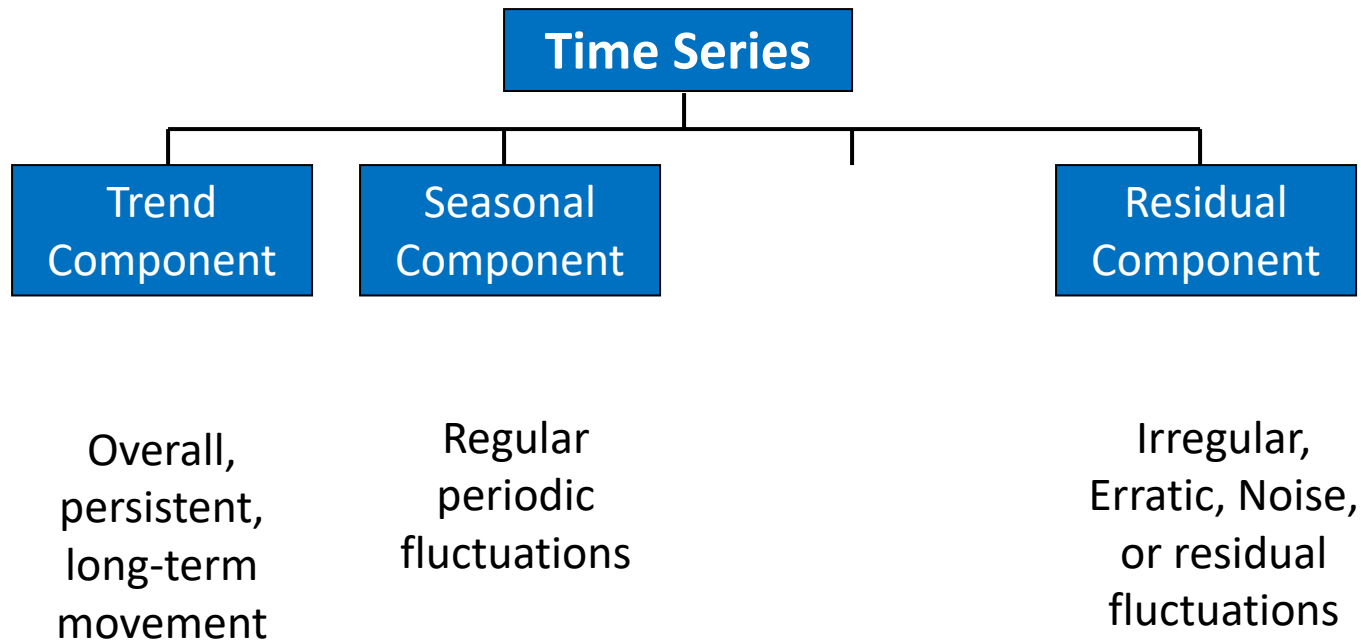 Time Series
Trend
Component
Seasonal
Component
Residual
Component
Overall,
persistent,
long-term
movement
Regular
periodic
fluctuations
Irregular,
Erratic, Noise,
or residual
fluctuations